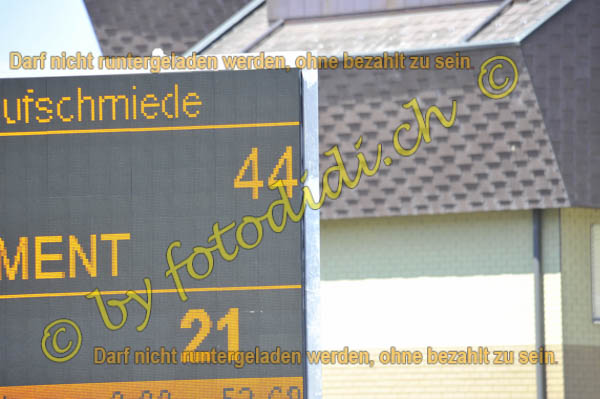 Darf nicht runtergeladen werden, ohne bezahlt zu sein.
ufschmiede
44
MENT
© by fotodidi.ch ©
21
Darf nicht runtergeladen werden, ohne bezahlt zu sein.